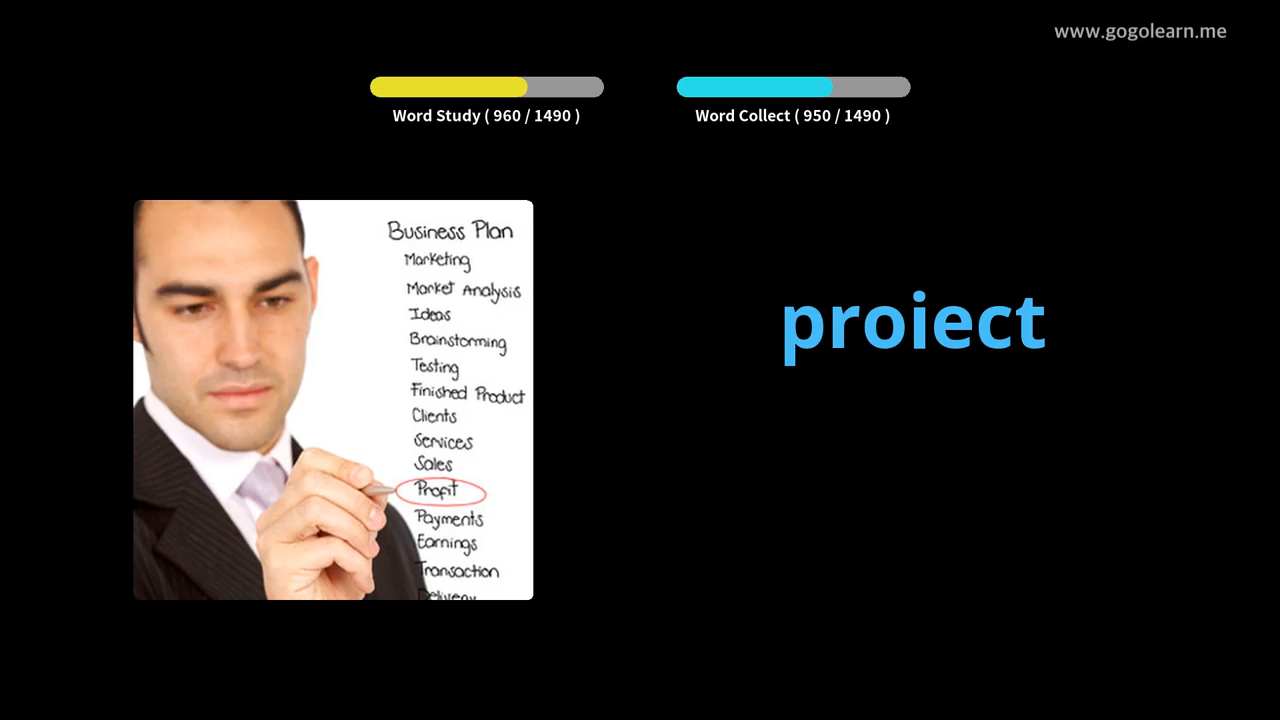 www.gogolearn.me
Word Study ( 960 / 1490 )
Word Collect ( 950 / 1490 )
Business Plan
Marketing
Market Analysis
Ideas
Brainstorming
Testing
Finished Product
Clients
Services
Sales
Profit
Payments
Earnings
Transaction
Delivery
proiect